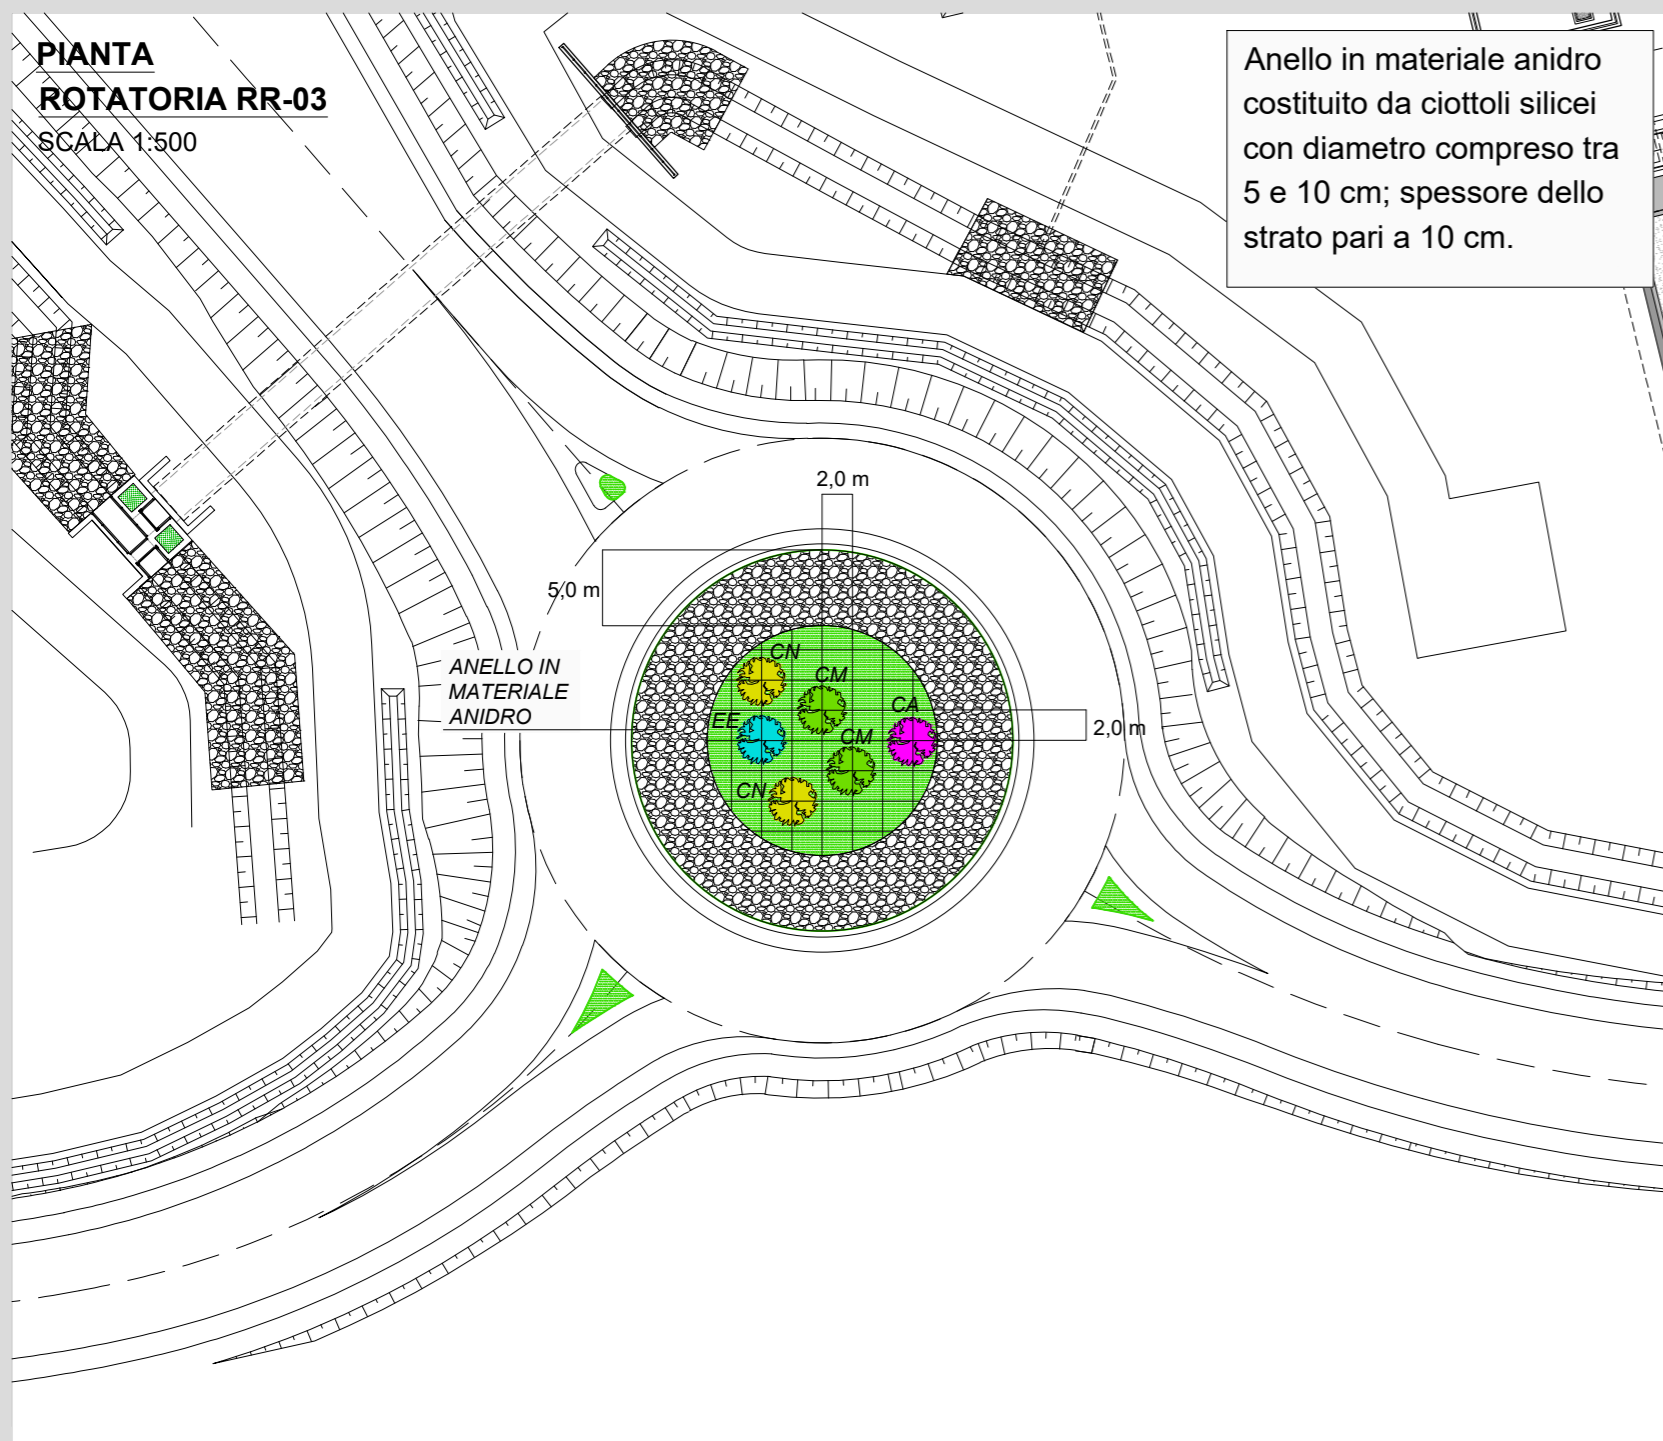 PIANTA
ROTATORIA RR-03
SCALA 1:500
Anello in materiale anidro
costituito da ciottoli silicei
con diametro compreso tra
5 e 10 cm; spessore dello
strato pari a 10 cm.
2,0 m
5,0 m
ANELLO IN
MATERIALE
ANIDRO
CN
CM
EE
CA
CM
2,0 m
CN